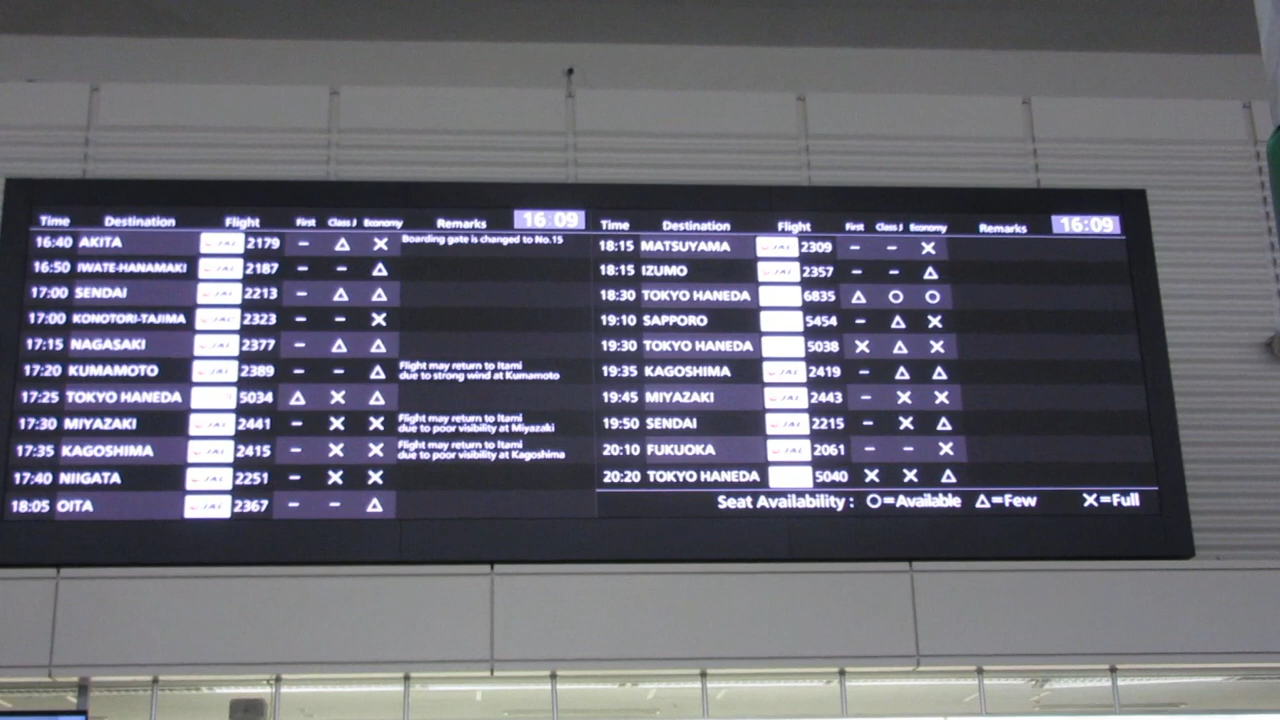 Time Destination Flight First Class J Economy Remarks 16:09
16:40 AKITA JAL 2179 – △ × Boarding gate is changed to No.15
16:50 IWATE-HANAMAKI JAL 2187 – – △
17:00 SENDAI JAL 2213 – △ △
17:00 KONOTORI-TAJIMA JAL 2323 – – ×
17:15 NAGASAKI JAL 2377 – △ △
17:20 KUMAMOTO JAL 2389 – – △ Flight may return to Itami
due to strong wind at Kumamoto
17:25 TOKYO HANEDA 5034 △ × △
17:30 MIYAZAKI JAL 2441 – × × Flight may return to Itami
due to poor visibility at Miyazaki
17:35 KAGOSHIMA JAL 2415 – × × Flight may return to Itami
due to poor visibility at Kagoshima
17:40 NIIGATA JAL 2251 – × ×
18:05 OITA JAL 2367 – – △
Time Destination Flight First Class J Economy Remarks 16:09
18:15 MATSUYAMA JAL 2309 – – ×
18:15 IZUMO JAL 2357 – – △
18:30 TOKYO HANEDA 6835 △ ○ ○
19:10 SAPPORO 5454 – △ ×
19:30 TOKYO HANEDA 5038 × △ ×
19:35 KAGOSHIMA JAL 2419 – △ △
19:45 MIYAZAKI JAL 2443 – × ×
19:50 SENDAI JAL 2215 – × △
20:10 FUKUOKA JAL 2061 – – ×
20:20 TOKYO HANEDA 5040 × × △
Seat Availability : ○=Available △=Few ×=Full